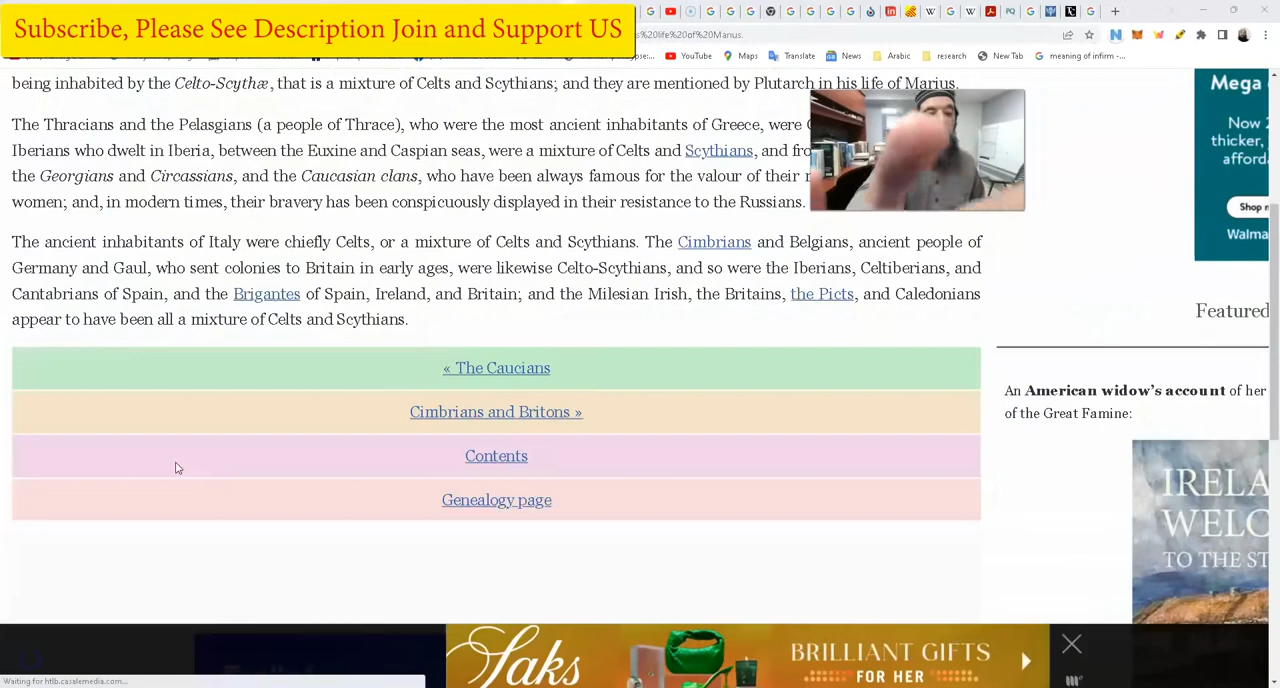 Subscribe, Please See Description Join and Support US
s%20life%20of%20Manus.
YouTube Maps Translate News Arabic research New Tab meaning of infirm -...
being inhabited by the Celto-Scythæ, that is a mixture of Celts and Scythians; and they are mentioned by Plutarch in his life of Marius.
The Thracians and the Pelasgians (a people of Thrace), who were the most ancient inhabitants of Greece, were
Iberians who dwelt in Iberia, between the Euxine and Caspian seas, were a mixture of Celts and Scythians, and
the Georgians and Circassians, and the Caucasian clans, who have been always famous for the valour of their
women; and, in modern times, their bravery has been conspicuously displayed in their resistance to the Russians.
The ancient inhabitants of Italy were chiefly Celts, or a mixture of Celts and Scythians. The Cimbrians and Belgians, ancient people of
Germany and Gaul, who sent colonies to Britain in early ages, were likewise Celto-Scythians, and so were the Iberians, Celtiberians, and
Cantabrians of Spain, and the Brigantes of Spain, Ireland, and Britain; and the Milesian Irish, the Britains, the Picts, and Caledonians
appear to have been all a mixture of Celts and Scythians.
« The Caucians
Cimbrians and Britons »
Contents
Genealogy page
Mega
Now 2
thicker,
afford
Shop n
Walma
Featured
An American widow's account of her
of the Great Famine:
IRELA
WELC
TO THE ST
Saks
BRILLIANT GIFTS
FOR HER
Waiting for htlb.casalemedia.com...